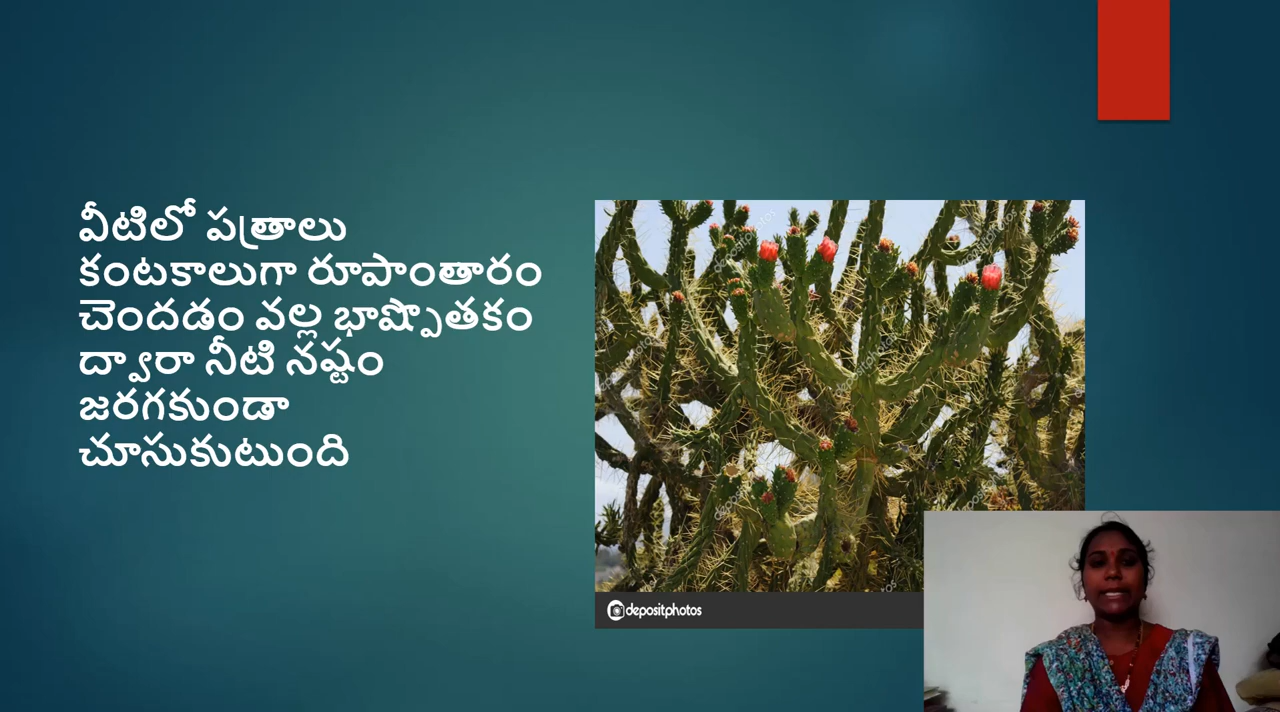 వీటిలో పత్రాలు
కంటకాలుగా రూపాంతారం
చెందడం వల్ల భాష్పొతకం
ద్వారా నీటి నష్టం
జరగకుండా
చూసుకుటుంది
depositphotos